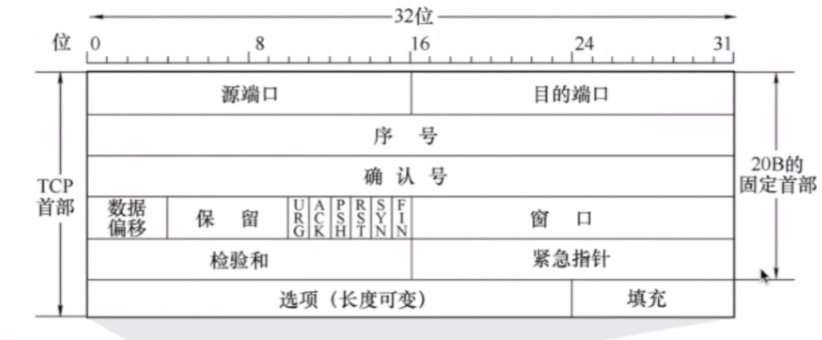 32位
位 0 8 16 24 31
源端口 目的端口
序 号
确 认 号
TCP
首部
20B的
固定首部
数据
偏移
保 留
URG ACK PSH RST SYN FIN
窗 口
检验和 紧急指针
选项（长度可变） 填充